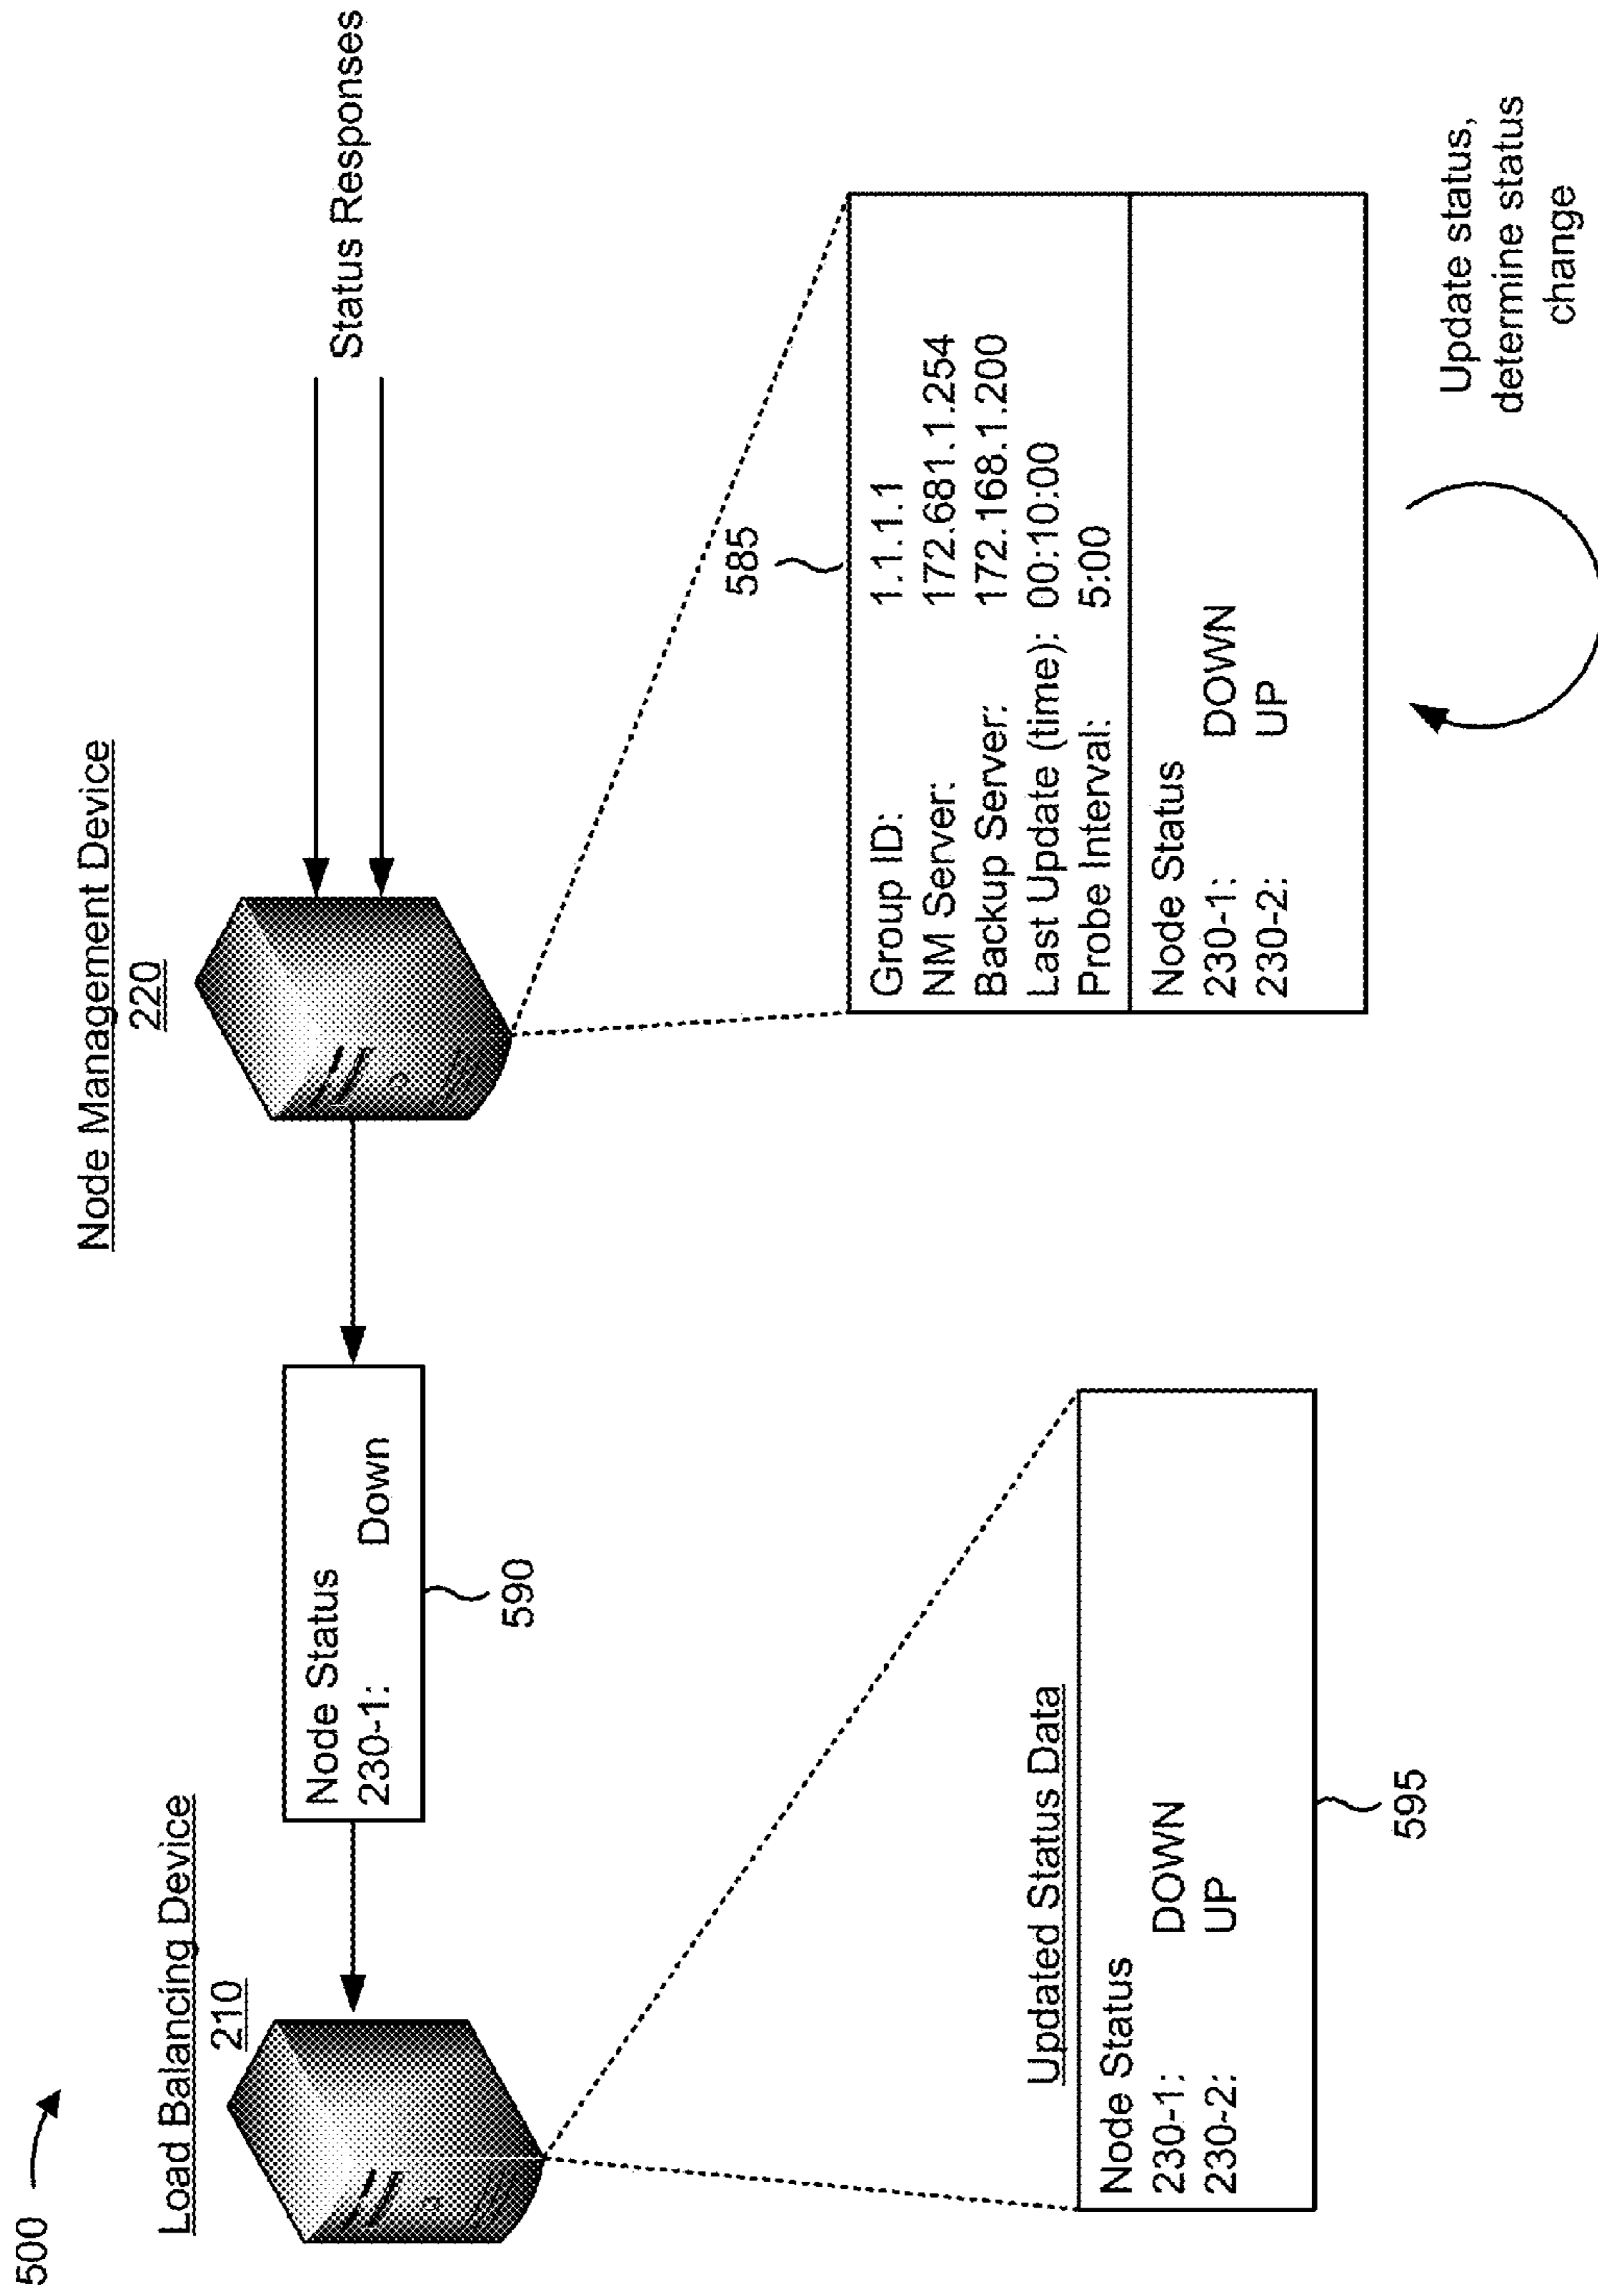 500
Load Balancing Device
210
Node Management Device
220
Status Responses
Node Status
230-1: Down
590
585
Group ID: 1.1.1.1
NM Server: 172.681.1.254
Backup Server: 172.168.1.200
Last Update (time): 00:10:00
Probe Interval: 5:00
Node Status
230-1: DOWN
230-2: UP
Update status,
determine status
change
Updated Status Data
Node Status
230-1: DOWN
230-2: UP
595